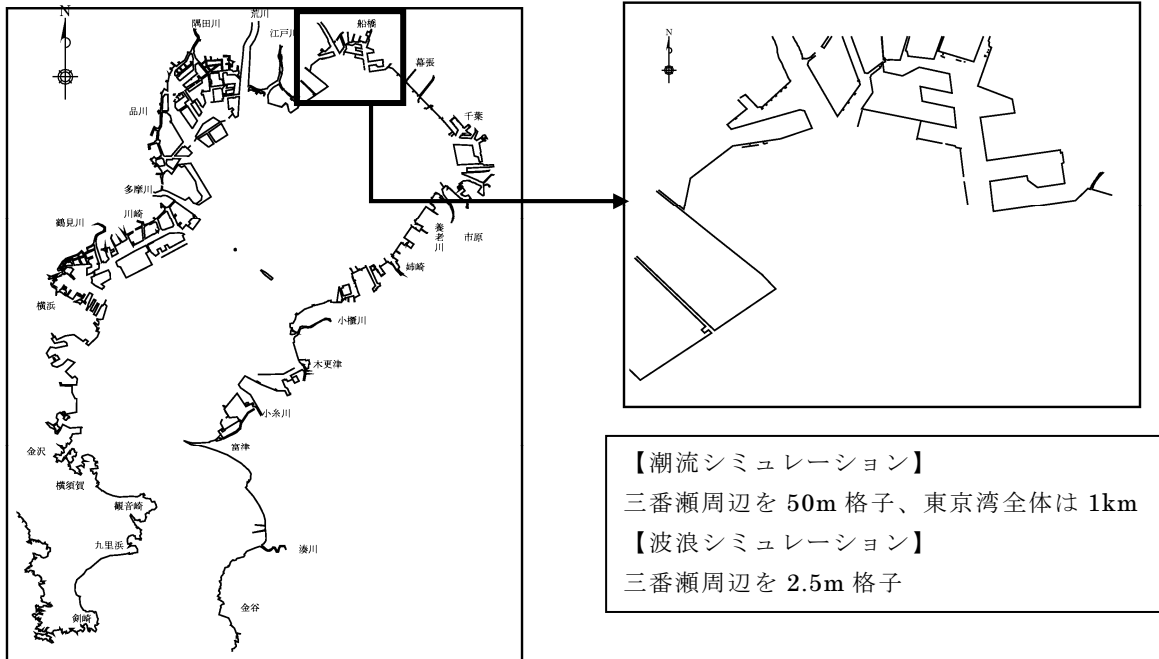 N
隅田川
荒川
江戸川
船橋
幕張
品川
千葉
多摩川
川崎
鶴見川
養老川
市原
姉崎
横浜
小櫃川
木更津
小糸川
富津
金沢
横須賀
観音崎
九里浜
湊川
金谷
剣崎
N
【潮流シミュレーション】
三番瀬周辺を 50m 格子、東京湾全体は 1km
【波浪シミュレーション】
三番瀬周辺を 2.5m 格子